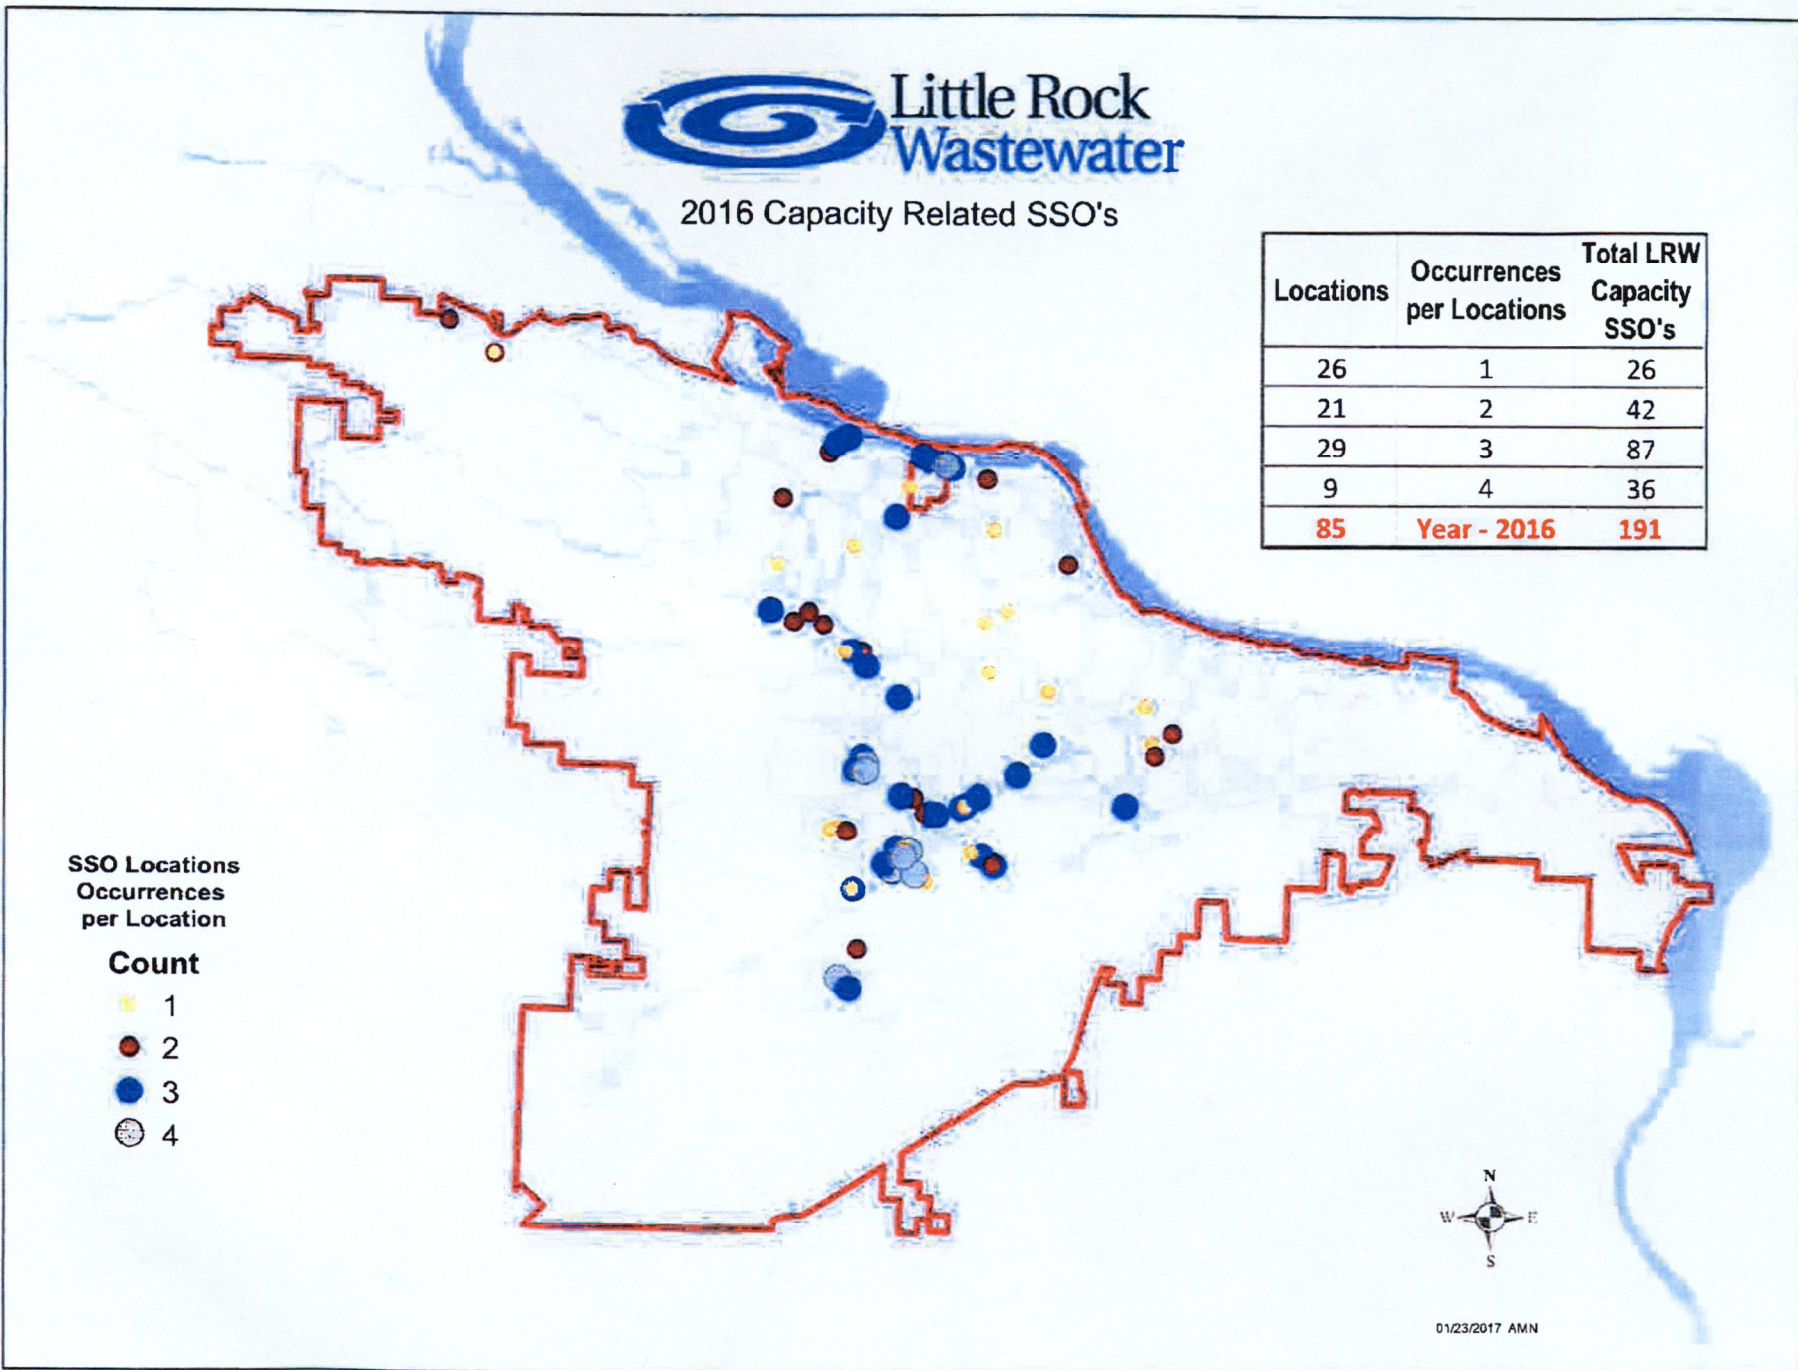 Little Rock
Wastewater
2016 Capacity Related SSO's
Locations Occurrences per Locations Total LRW Capacity SSO's
26 1 26
21 2 42
29 3 87
9 4 36
85 Year - 2016 191
SSO Locations
Occurrences
per Location
Count
1
2
3
4
N
W E
S
01/23/2017 AMN